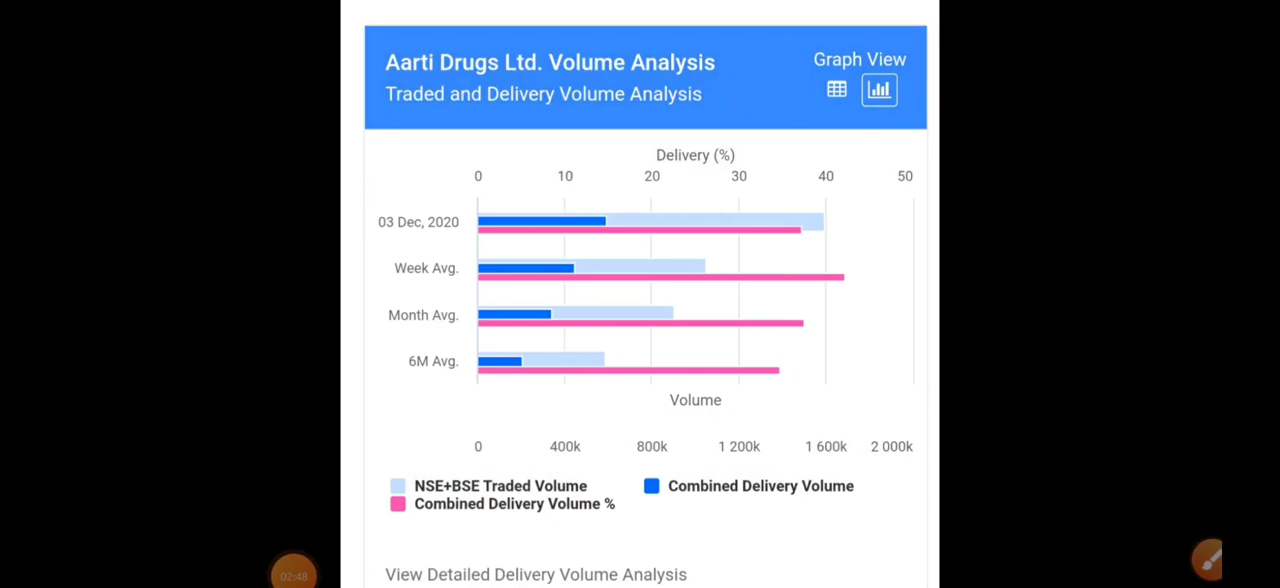 Aarti Drugs Ltd. Volume Analysis
Graph View
Traded and Delivery Volume Analysis
Delivery (%)
0 10 20 30 40 50
03 Dec, 2020
Week Avg.
Month Avg.
6M Avg.
Volume
0 400k 800k 1 200k 1 600k 2 000k
NSE+BSE Traded Volume
Combined Delivery Volume
Combined Delivery Volume %
View Detailed Delivery Volume Analysis
02:48